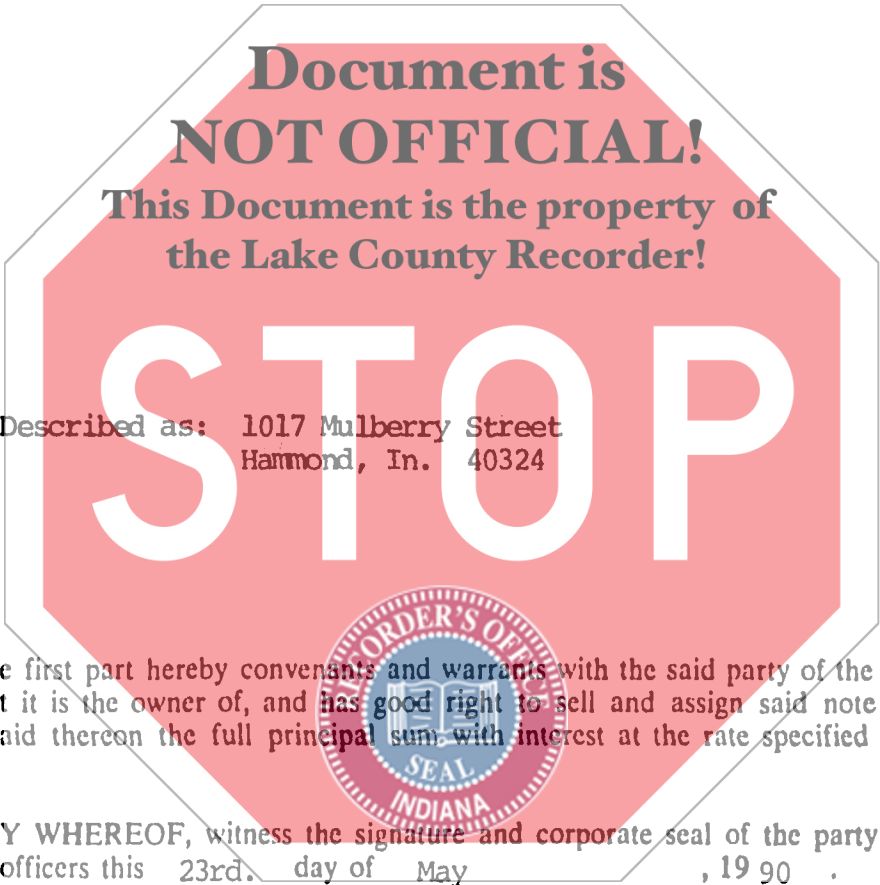 Document is
NOT OFFICIAL!
This Document is the property of
the Lake County Recorder!
STOP
Described as: 1017 Mulberry Street
Hammond, In. 40324
RECORDER'S OFFICE
SEAL
INDIANA
e first part hereby convenants and warrants with the said party of the
t it is the owner of, and has good right to sell and assign said note
aid thereon the full principal sum with interest at the rate specified
Y WHEREOF, witness the signature and corporate seal of the party
officers this 23rd. day of May , 19 90 .